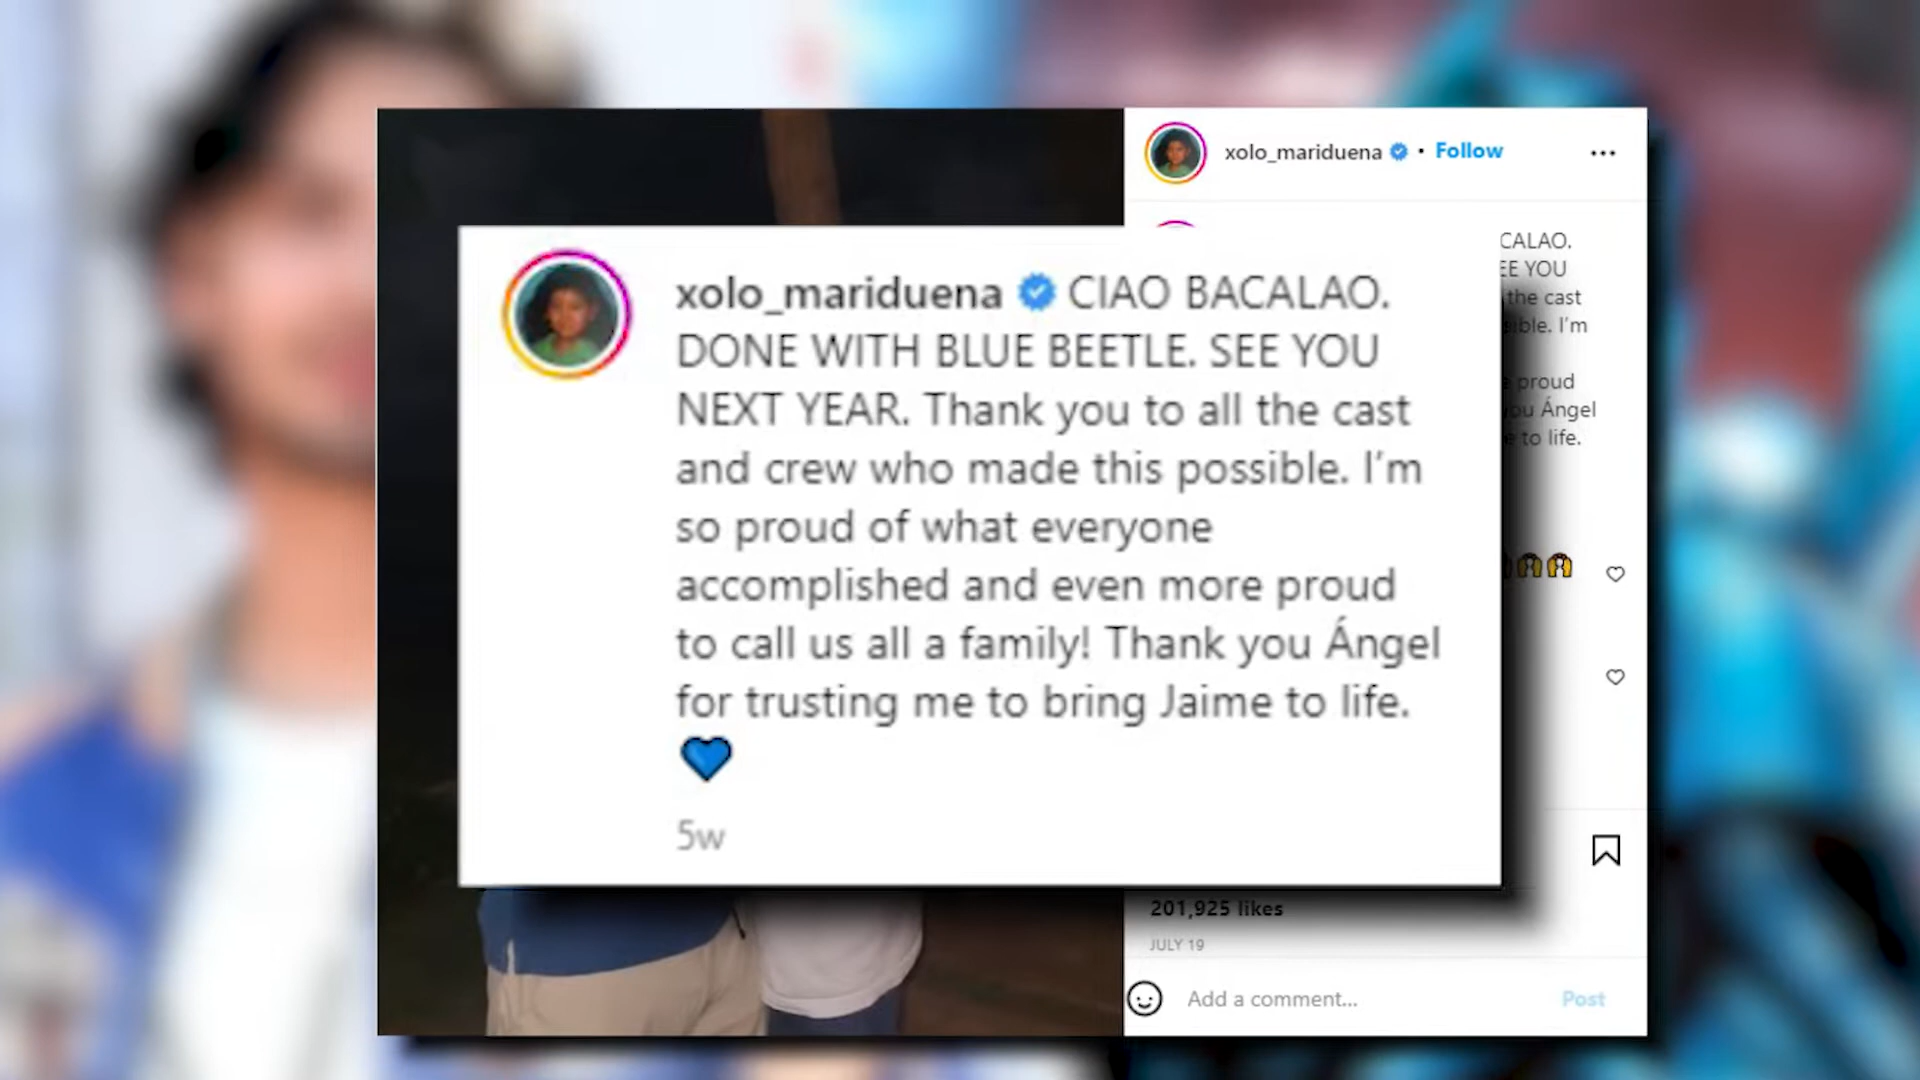 xolo_mariduena • Follow
CALAO.
EE YOU
the cast
sible. I'm
proud
you Ángel
e to life.
xolo_mariduena CIAO BACALAO.
DONE WITH BLUE BEETLE. SEE YOU
NEXT YEAR. Thank you to all the cast
and crew who made this possible. I'm
so proud of what everyone
accomplished and even more proud
to call us all a family! Thank you Ángel
for trusting me to bring Jaime to life.
💙
5w
201,925 likes
JULY 19
Add a comment... Post